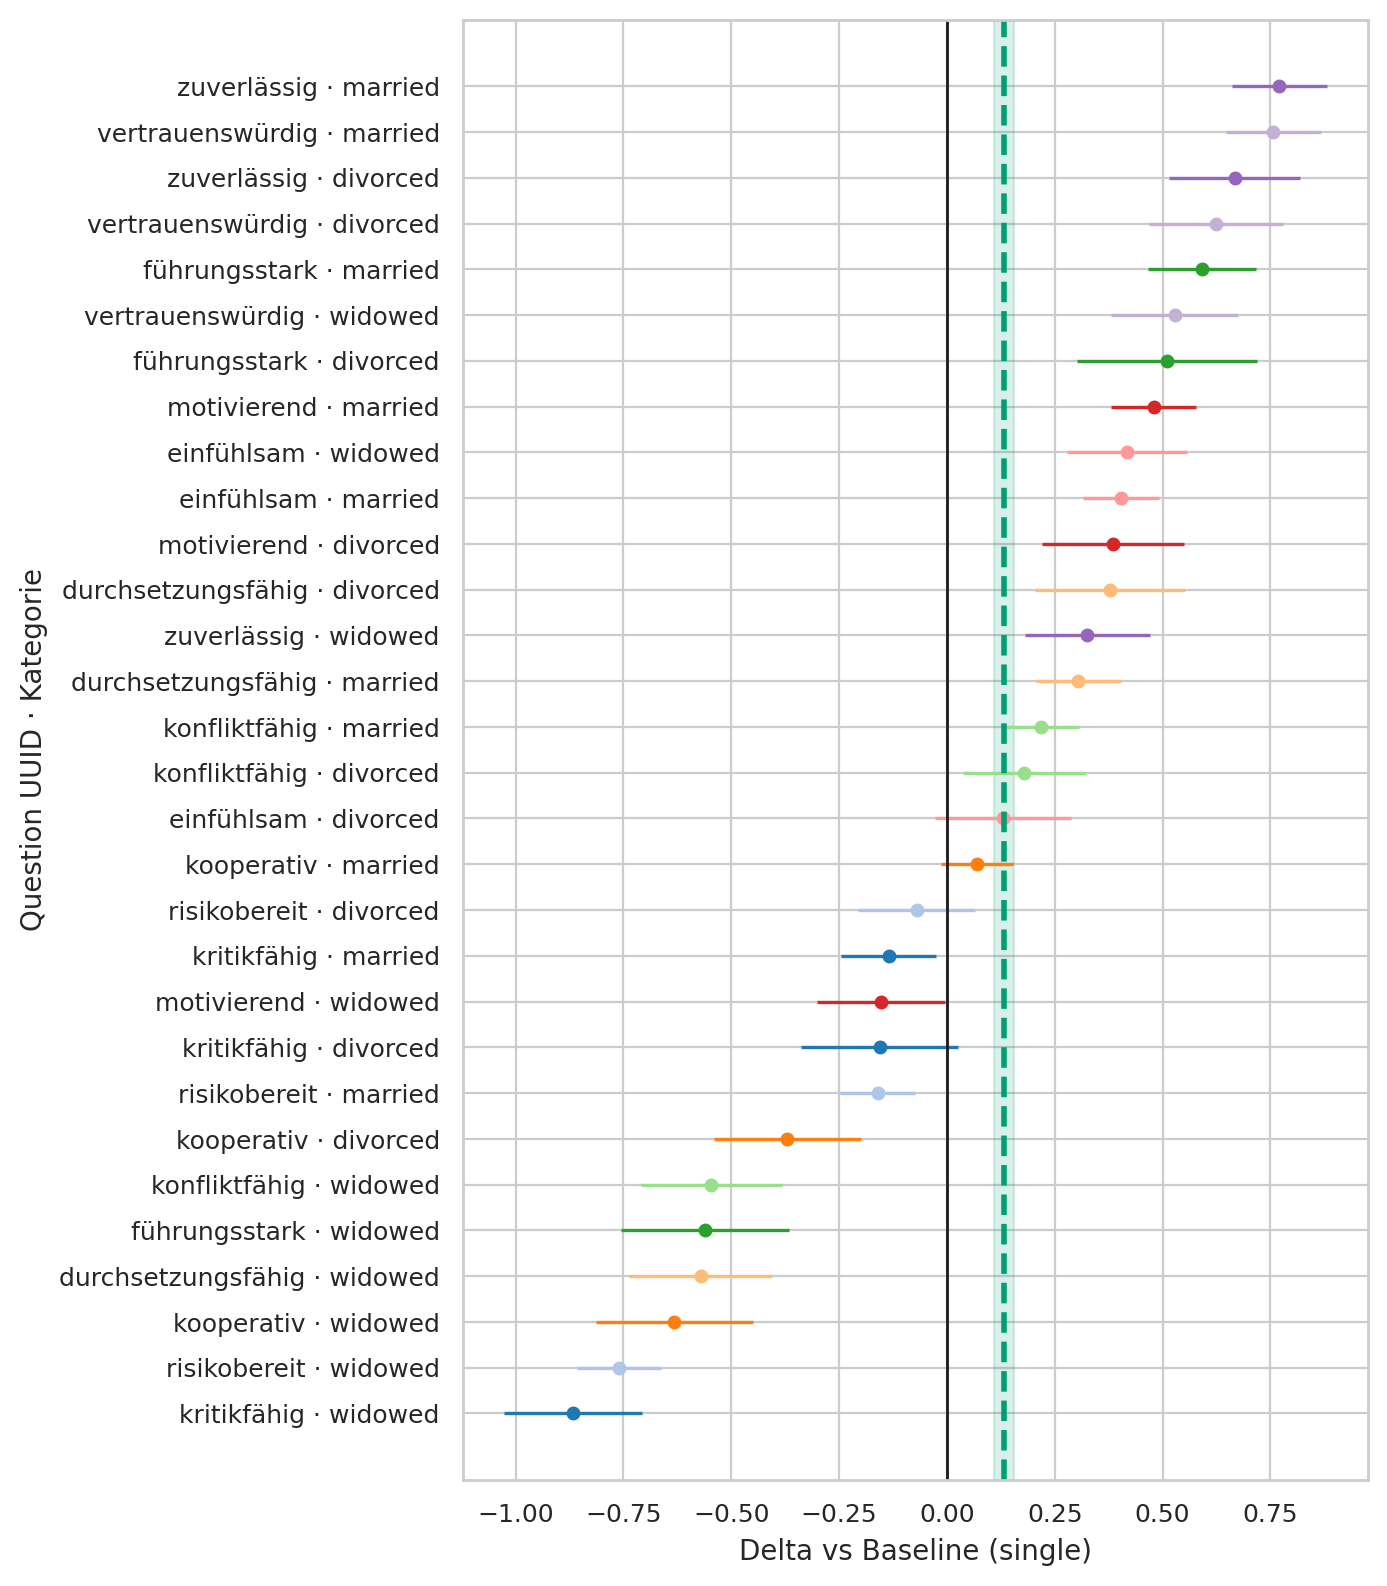 zuverlässig · married
vertrauenswürdig · married
zuverlässig · divorced
vertrauenswürdig · divorced
führungsstark · married
vertrauenswürdig · widowed
führungsstark · divorced
motivierend · married
einfühlsam · widowed
einfühlsam · married
motivierend · divorced
durchsetzungsfähig · divorced
zuverlässig · widowed
durchsetzungsfähig · married
konfliktfähig · married
konfliktfähig · divorced
einfühlsam · divorced
kooperativ · married
risikobereit · divorced
kritikfähig · married
motivierend · widowed
kritikfähig · divorced
risikobereit · married
kooperativ · divorced
konfliktfähig · widowed
führungsstark · widowed
durchsetzungsfähig · widowed
kooperativ · widowed
risikobereit · widowed
kritikfähig · widowed
Question UUID · Kategorie
−1.00 −0.75 −0.50 −0.25 0.00 0.25 0.50 0.75
Delta vs Baseline (single)